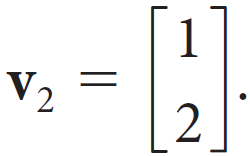 v₂ = [1
2].